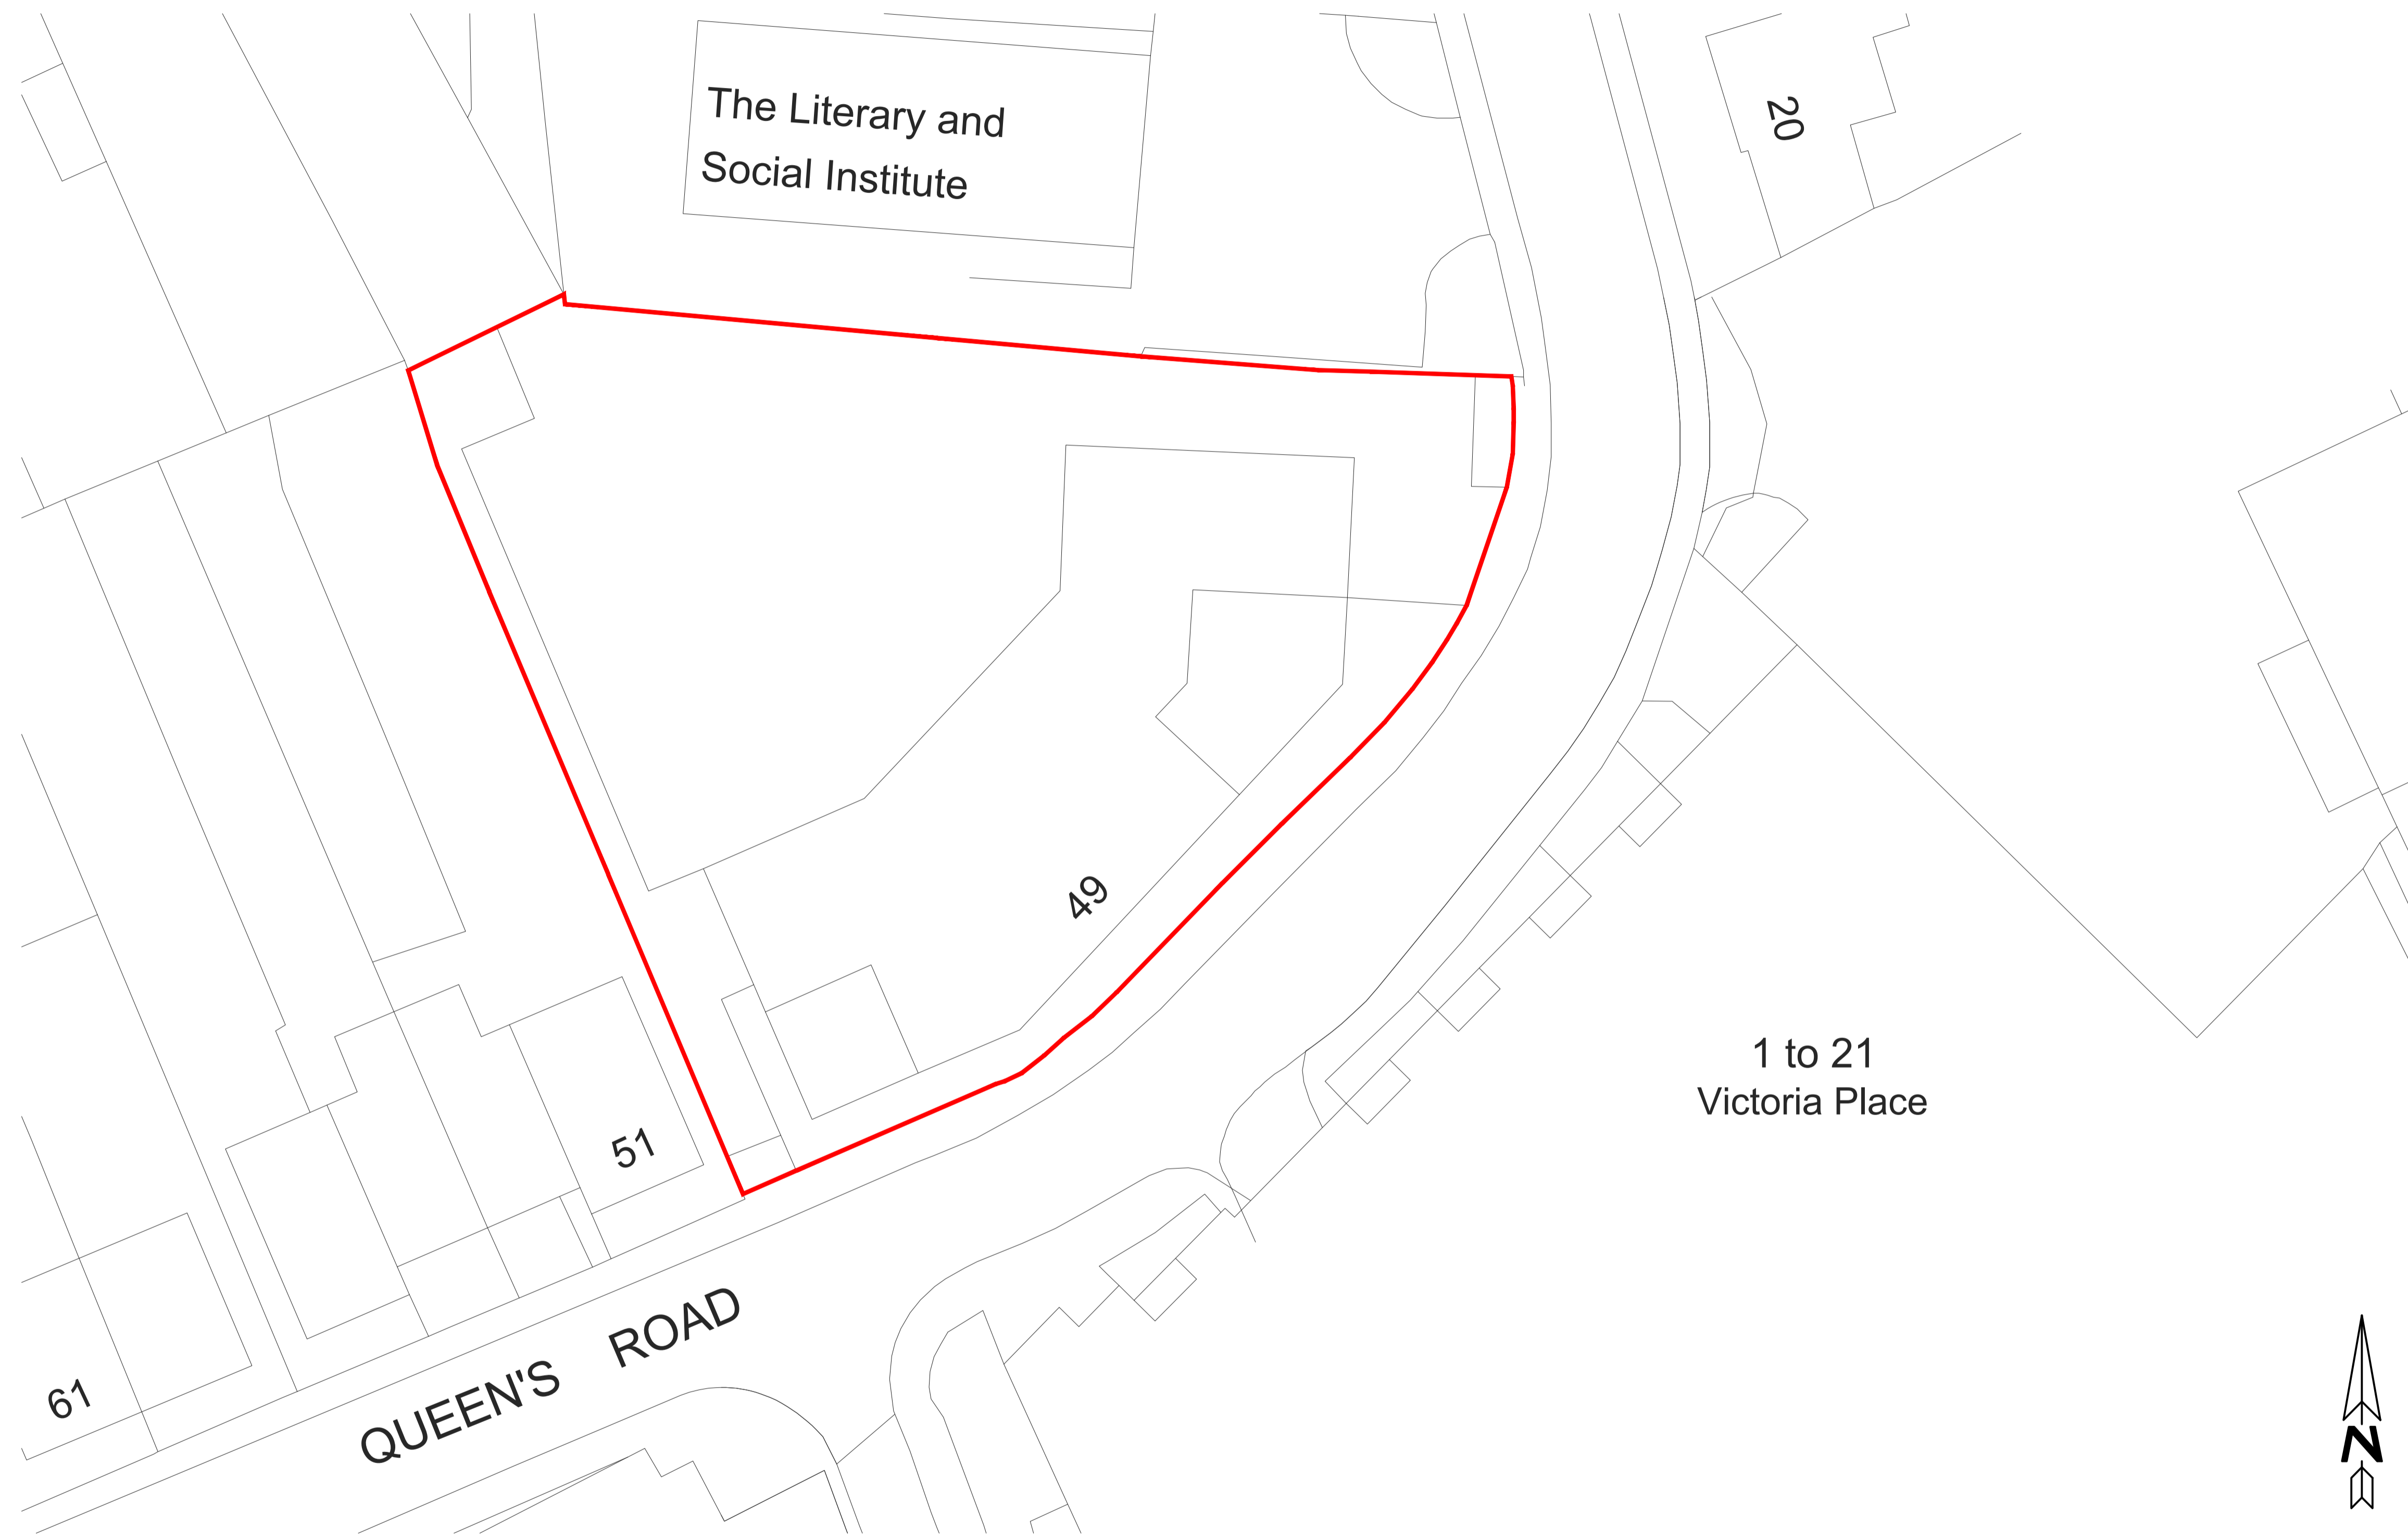 The Literary and
Social Institute
20
49
1 to 21
Victoria Place
51
61
QUEEN'S ROAD
N